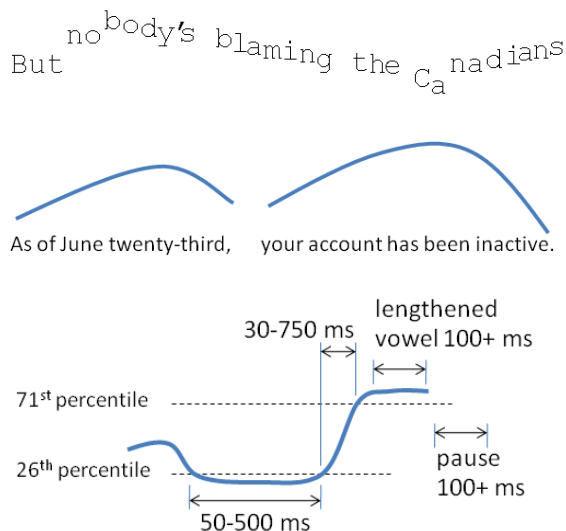 But nobody's blaming the Canadians
As of June twenty-third, your account has been inactive.
lengthened
30-750 ms vowel 100+ ms
71st percentile
26th percentile
pause
100+ ms
50-500 ms